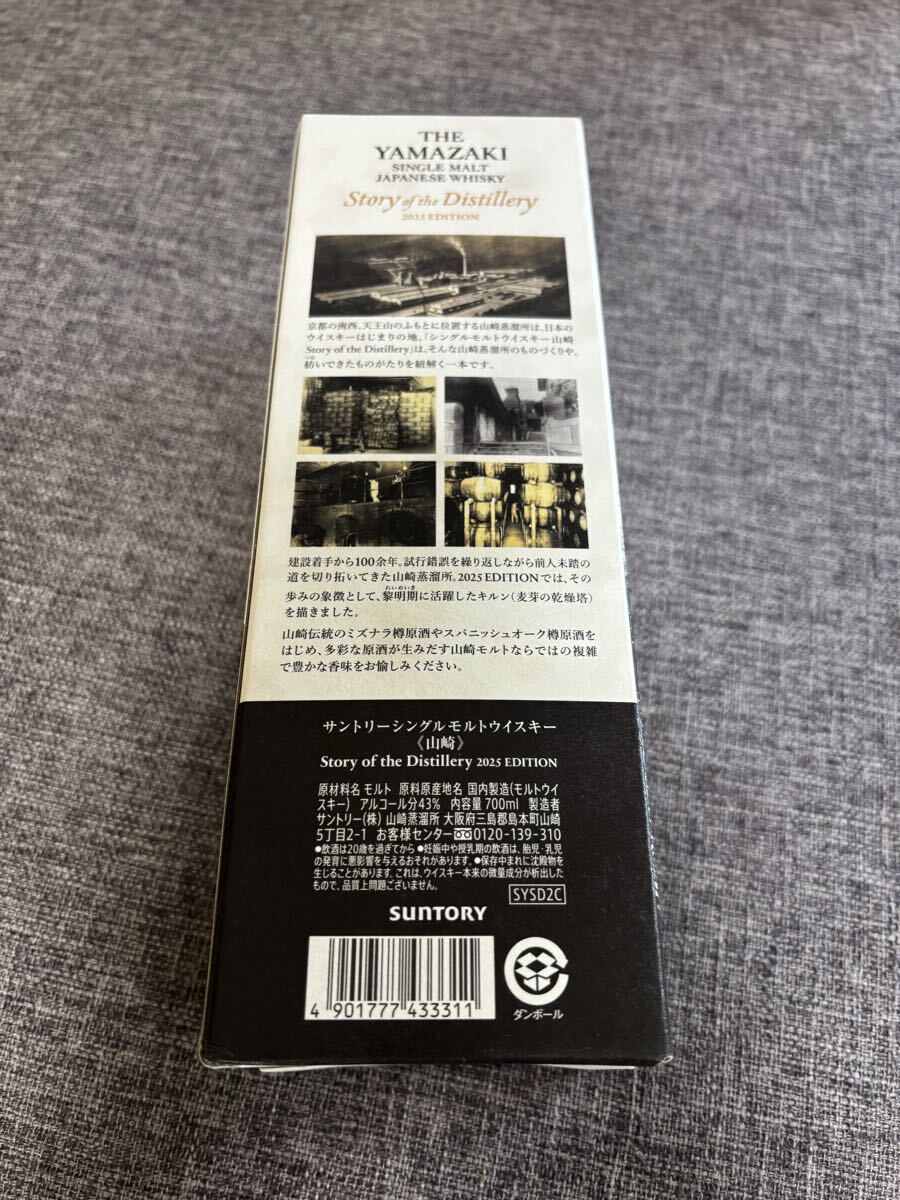 THE
YAMAZAKI
SINGLE MALT
JAPANESE WHISKY
Story of the Distillery
2025 EDITION
京都の南西、天王山のふもとに位置する山崎蒸溜所は、日本の
ウイスキーはじまりの地。「シングルモルトウイスキー山崎
Story of the Distillery」は、そんな山崎蒸溜所のものづくりや、
つむ
紡いできたものがたりを紐解く一本です。
建設着手から100余年。試行錯誤を繰り返しながら前人未踏の
道を切り拓いてきた山崎蒸溜所。2025 EDITIONでは、その
れいめいき
歩みの象徴として、黎明期に活躍したキルン(麦芽の乾燥塔)
を描きました。
山崎伝統のミズナラ樽原酒やスパニッシュオーク樽原酒を
はじめ、多彩な原酒が生みだす山崎モルトならではの複雑
で豊かな香味をお愉しみください。
サントリーシングルモルトウイスキー
《山崎》
Story of the Distillery 2025 EDITION
原材料名 モルト 原料原産地名 国内製造(モルトウイ
スキー) アルコール分43% 内容量700ml 製造者
サントリー(株) 山崎蒸溜所 大阪府三島郡島本町山崎
5丁目2-1 お客様センター 0120-139-310
●飲酒は20歳を過ぎてから ●妊娠中や授乳期の飲酒は、胎児・乳児
の発育に悪影響を与えるおそれがあります。 ●保存中まれに沈殿物を
生じることがあります。これは、ウイスキー本来の微量成分が析出した
もので、品質上問題ございません。
SYSD2C
SUNTORY
4 901777 433311
ダンボール